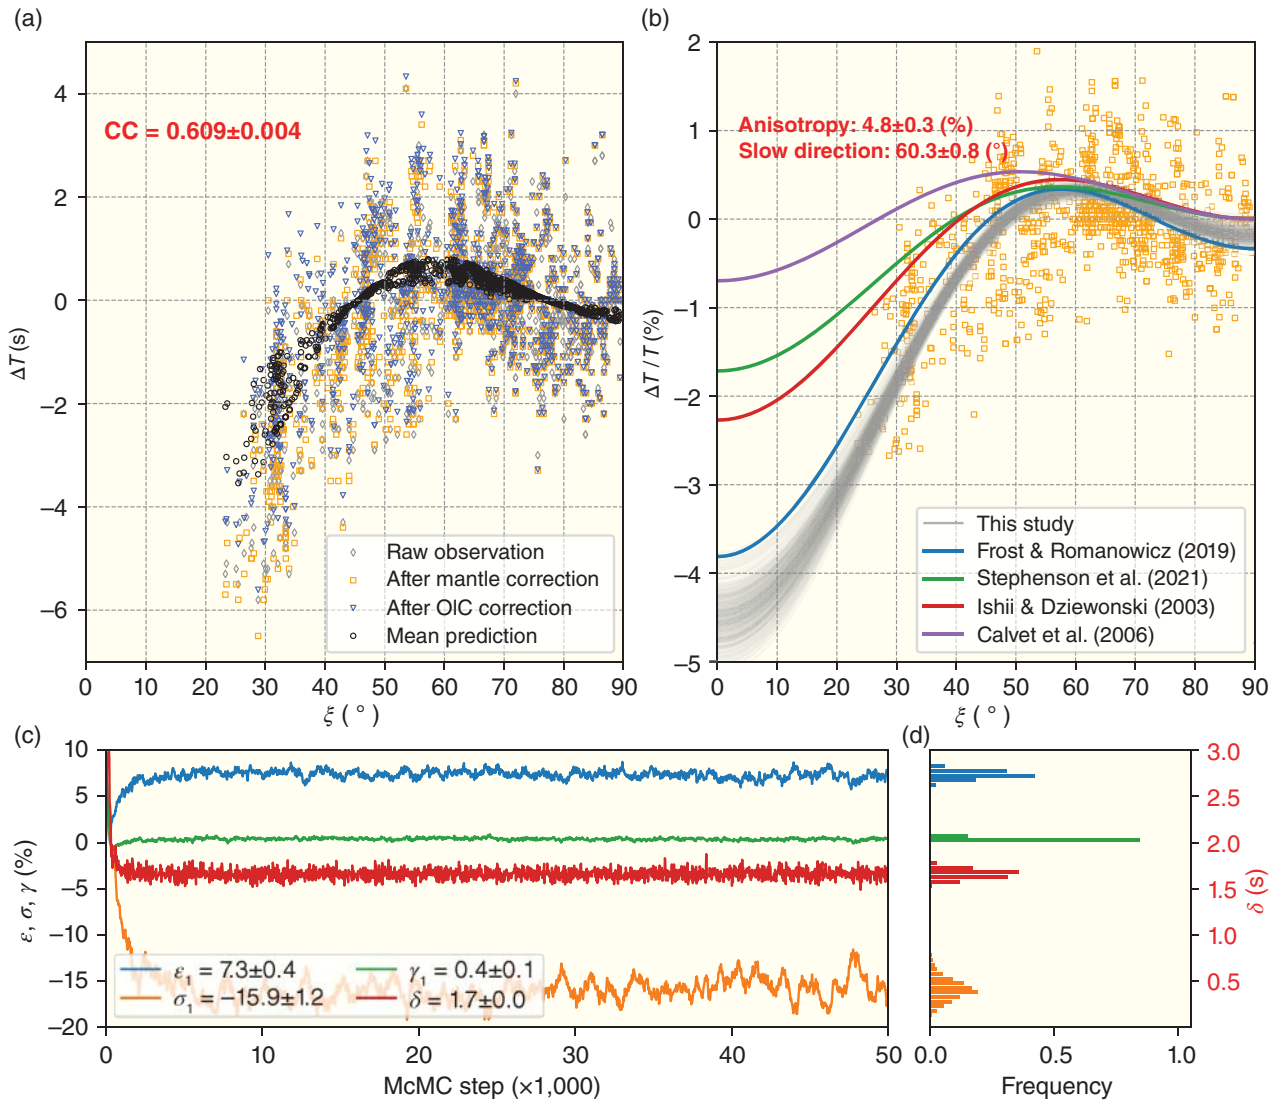 (a)
CC = 0.609±0.004
ΔT(s)
4
2
0
−2
−4
−6
Raw observation
After mantle correction
After OIC correction
Mean prediction
0 10 20 30 40 50 60 70 80 90
ξ ( ° )
(b)
Anisotropy: 4.8±0.3 (%)
Slow direction: 60.3±0.8 (°)
ΔT / T (%)
2
1
0
−1
−2
−3
−4
−5
This study
Frost & Romanowicz (2019)
Stephenson et al. (2021)
Ishii & Dziewonski (2003)
Calvet et al. (2006)
0 10 20 30 40 50 60 70 80 90
ξ ( ° )
(c)
ε, σ, γ (%)
10
5
0
−5
−10
−15
−20
ε₁ = 7.3±0.4
σ₁ = −15.9±1.2
γ₁ = 0.4±0.1
δ = 1.7±0.0
0 10 20 30 40 50
McMC step (×1,000)
(d)
3.0
2.5
2.0
1.5
1.0
0.5
δ (s)
0.0 0.5 1.0
Frequency